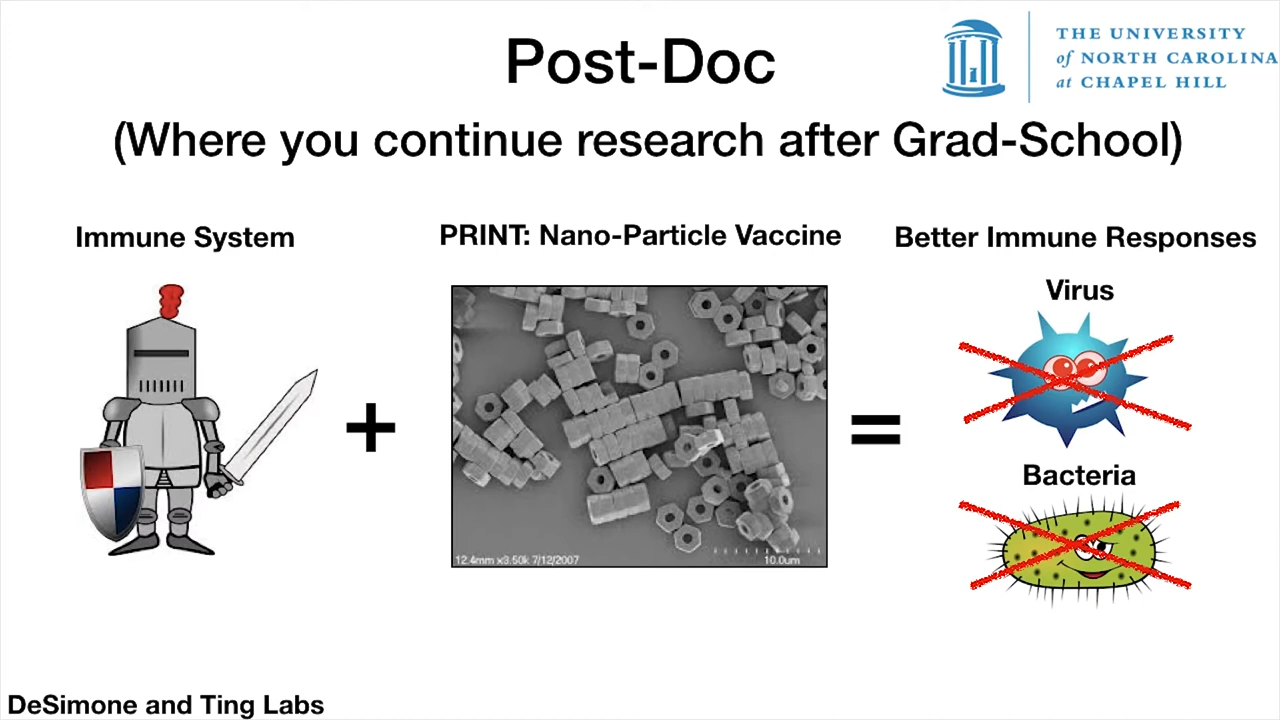 Post-Doc
THE UNIVERSITY
of NORTH CAROLINA
at CHAPEL HILL
(Where you continue research after Grad-School)
Immune System
PRINT: Nano-Particle Vaccine
Better Immune Responses
Virus
Bacteria
12.4mm x3.50k 7/12/2007
10.0um
DeSimone and Ting Labs